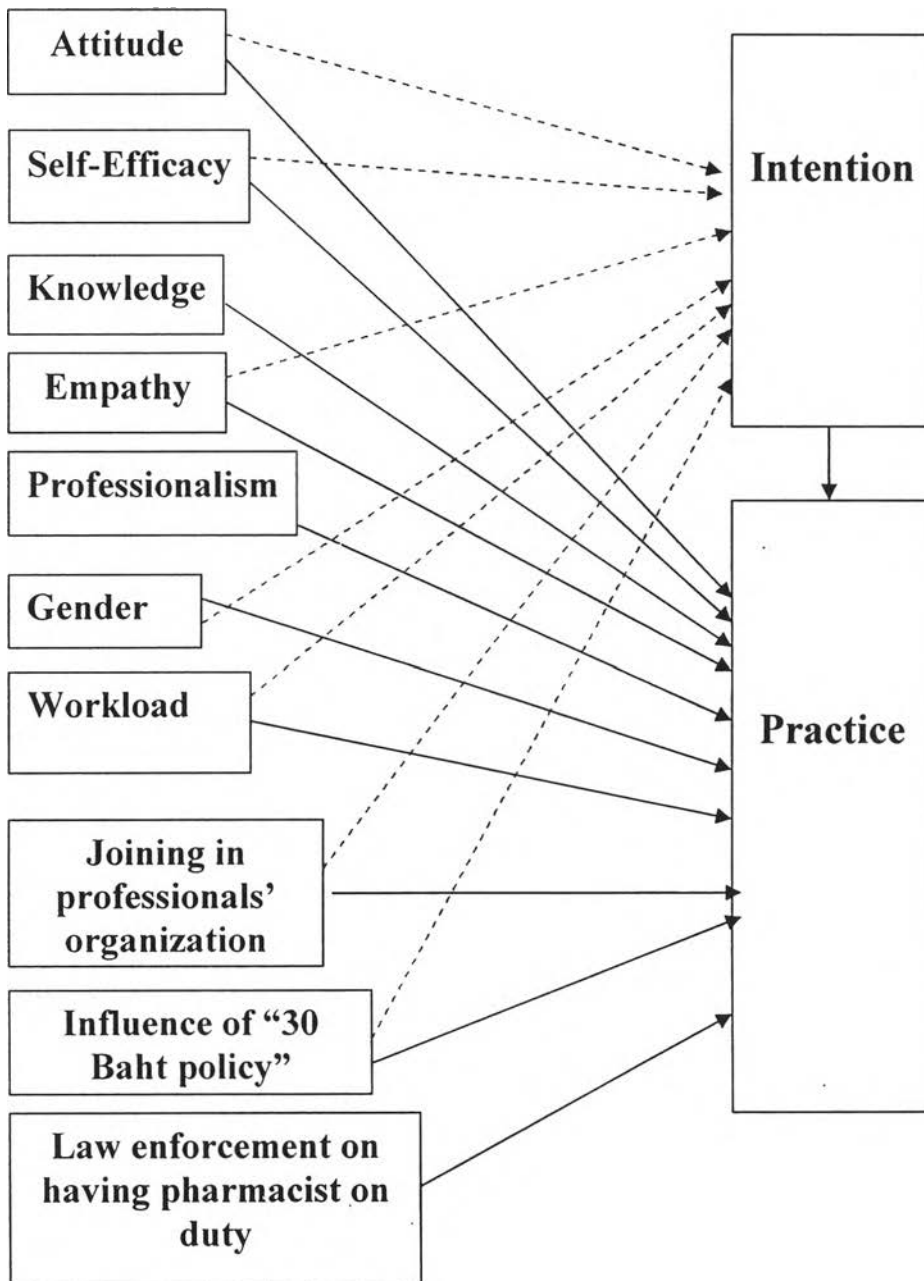 Attitude
Self-Efficacy
Knowledge
Empathy
Professionalism
Gender
Workload
Joining in
professionals’
organization
Influence of “30
Baht policy”
Law enforcement on
having pharmacist on
duty
Intention
Practice